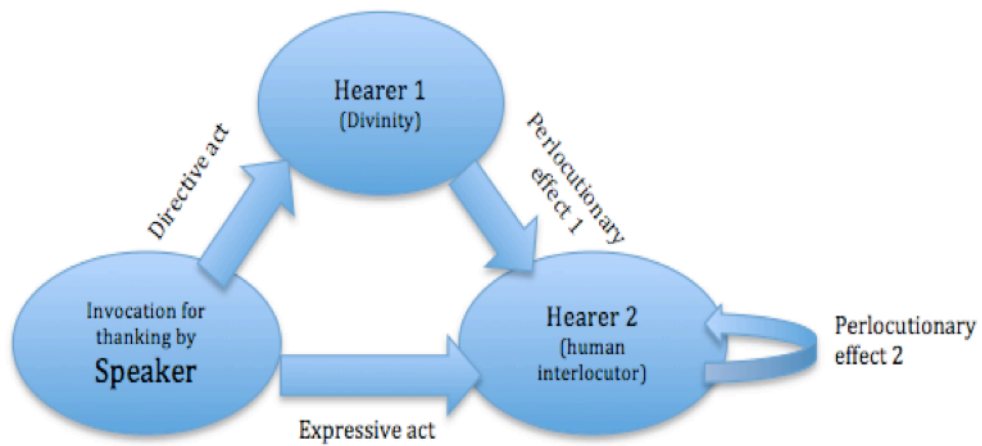 Hearer 1
(Divinity)
Directive act
Perlocutionary
effect 1
Invocation for
thanking by
Speaker
Hearer 2
(human
interlocutor)
Perlocutionary
effect 2
Expressive act